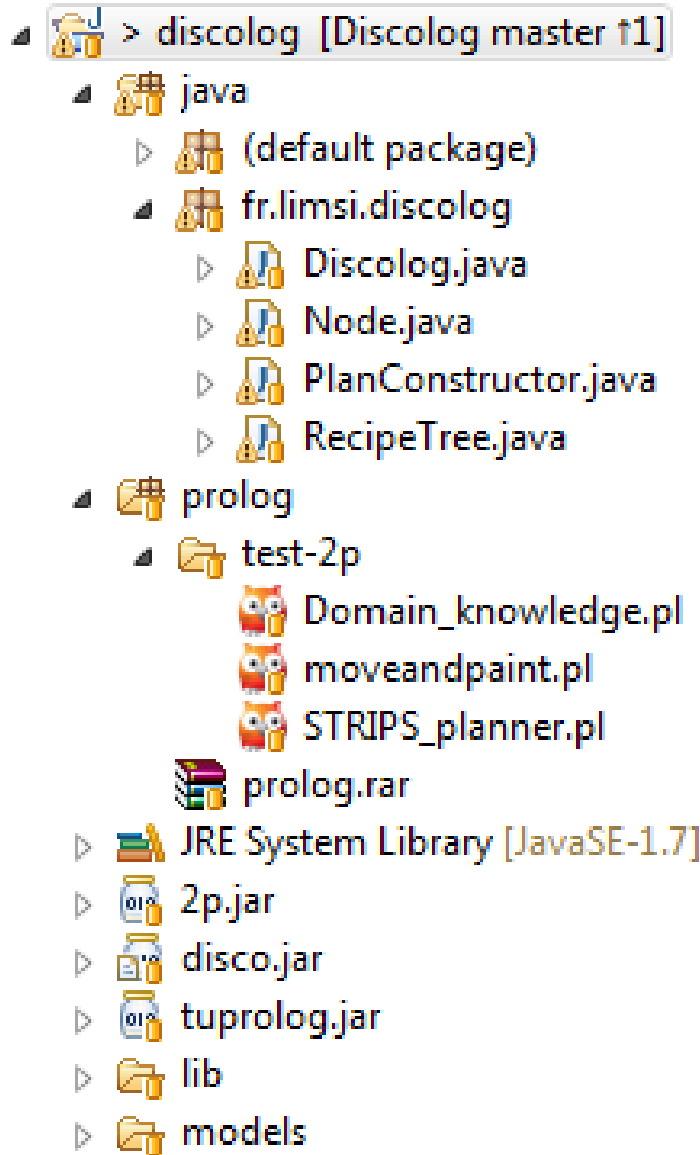 > discolog [Discolog master ↑1]
java
(default package)
fr.limsi.discolog
Discolog.java
Node.java
PlanConstructor.java
RecipeTree.java
prolog
test-2p
Domain_knowledge.pl
moveandpaint.pl
STRIPS_planner.pl
prolog.rar
JRE System Library [JavaSE-1.7]
2p.jar
disco.jar
tuprolog.jar
lib
models